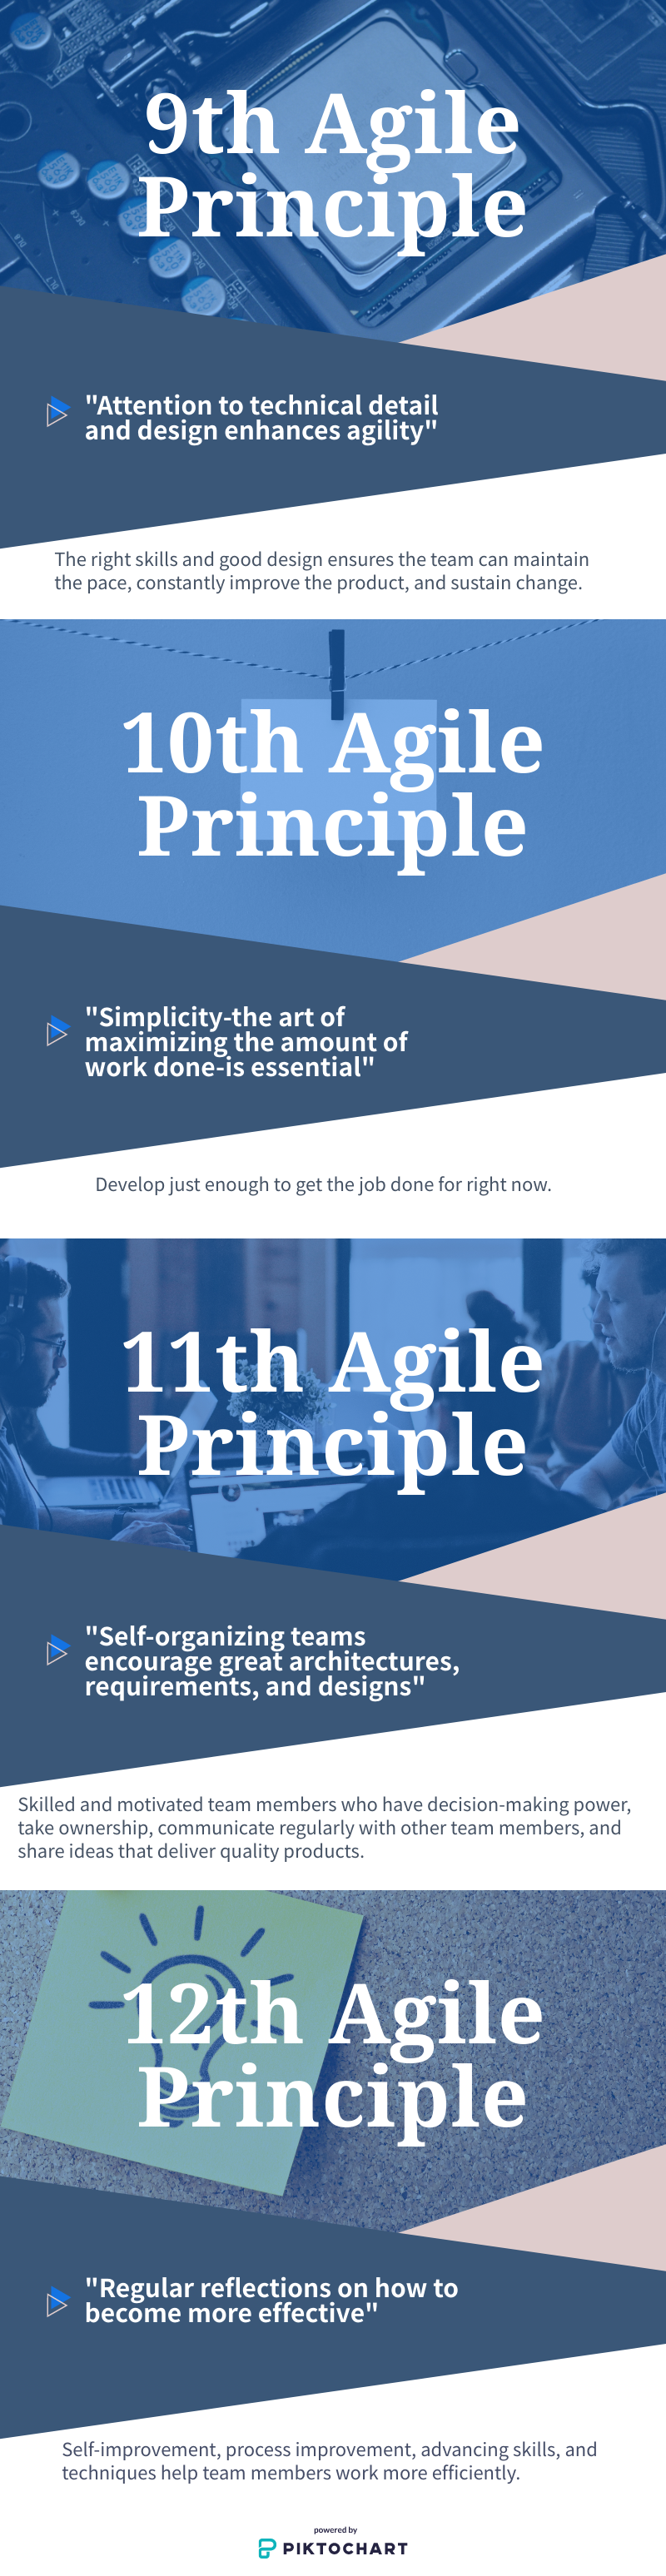 9th Agile
Principle
"Attention to technical detail
and design enhances agility"
The right skills and good design ensures the team can maintain
the pace, constantly improve the product, and sustain change.
10th Agile
Principle
"Simplicity-the art of
maximizing the amount of
work done-is essential"
Develop just enough to get the job done for right now.
11th Agile
Principle
"Self-organizing teams
encourage great architectures,
requirements, and designs"
Skilled and motivated team members who have decision-making power,
take ownership, communicate regularly with other team members, and
share ideas that deliver quality products.
12th Agile
Principle
"Regular reflections on how to
become more effective"
Self-improvement, process improvement, advancing skills, and
techniques help team members work more efficiently.
powered by
PIKTOCHART